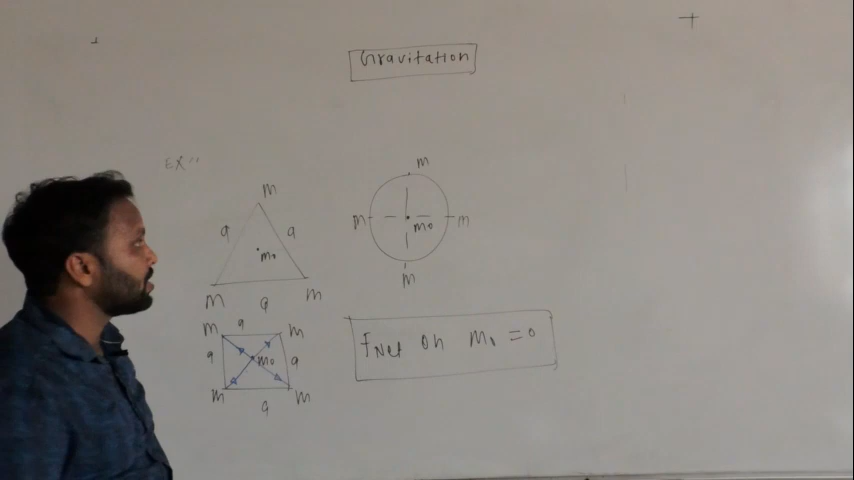 Gravitation
Ex"
m
a a
m₀
m m
a
m
m m
m₀
m
a
m m
a m₀ a
m m
a
FNet on m₀ = 0